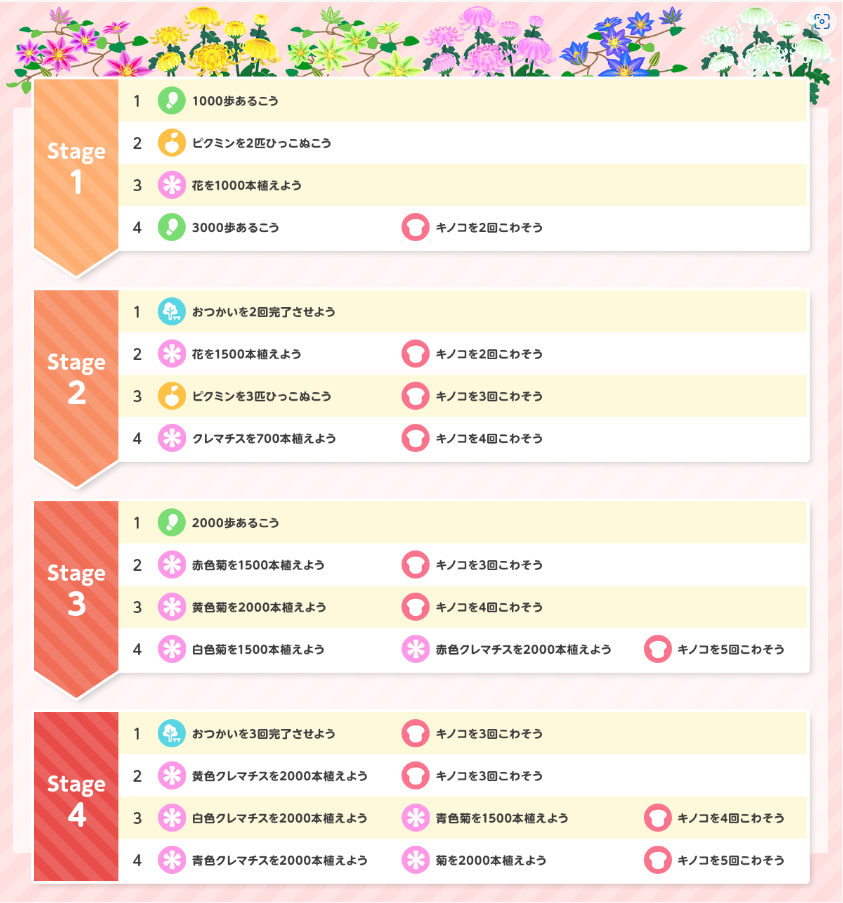 Stage
1
1 1000歩あるこう
2 ピクミンを2匹ひっこぬこう
3 花を1000本植えよう
4 3000歩あるこう キノコを2回こわそう
Stage
2
1 おつかいを2回完了させよう
2 花を1500本植えよう キノコを2回こわそう
3 ピクミンを3匹ひっこぬこう キノコを3回こわそう
4 クレマチスを700本植えよう キノコを4回こわそう
Stage
3
1 2000歩あるこう
2 赤色菊を1500本植えよう キノコを3回こわそう
3 黄色菊を2000本植えよう キノコを4回こわそう
4 白色菊を1500本植えよう 赤色クレマチスを2000本植えよう キノコを5回こわそう
Stage
4
1 おつかいを3回完了させよう キノコを3回こわそう
2 黄色クレマチスを2000本植えよう キノコを3回こわそう
3 白色クレマチスを2000本植えよう 青色菊を1500本植えよう キノコを4回こわそう
4 青色クレマチスを2000本植えよう 菊を2000本植えよう キノコを5回こわそう